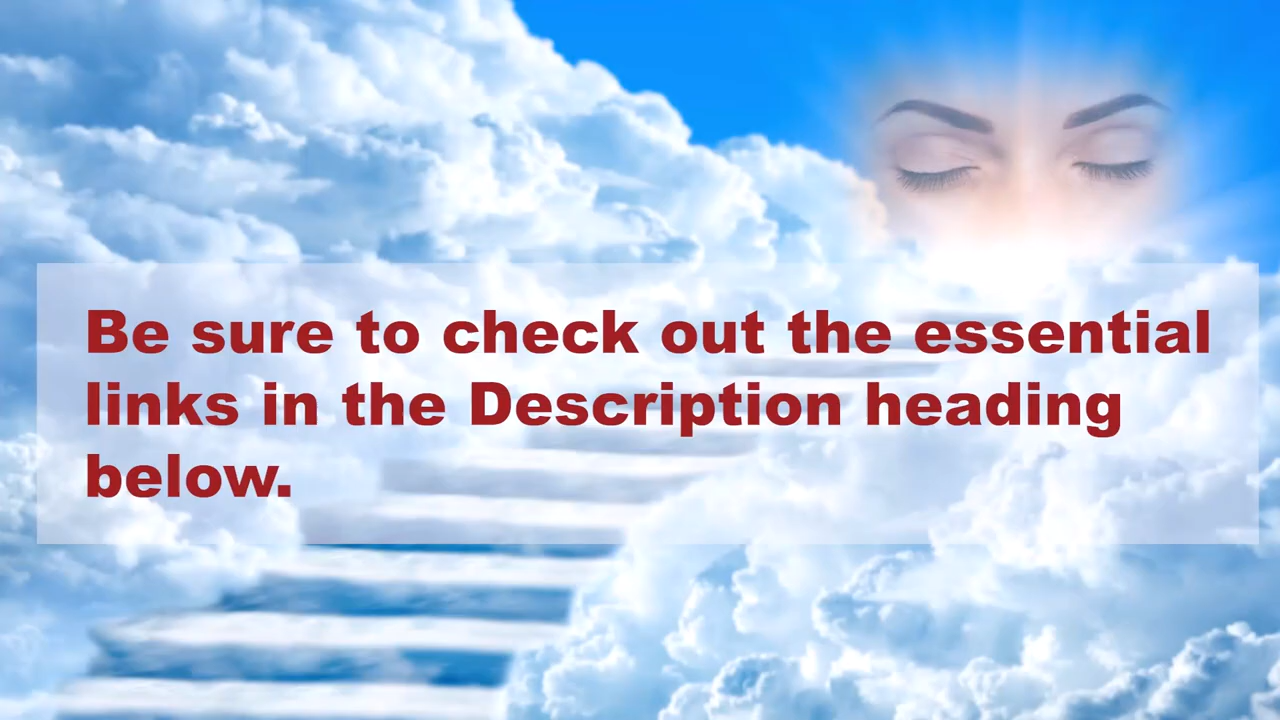 Be sure to check out the essential
links in the Description heading
below.